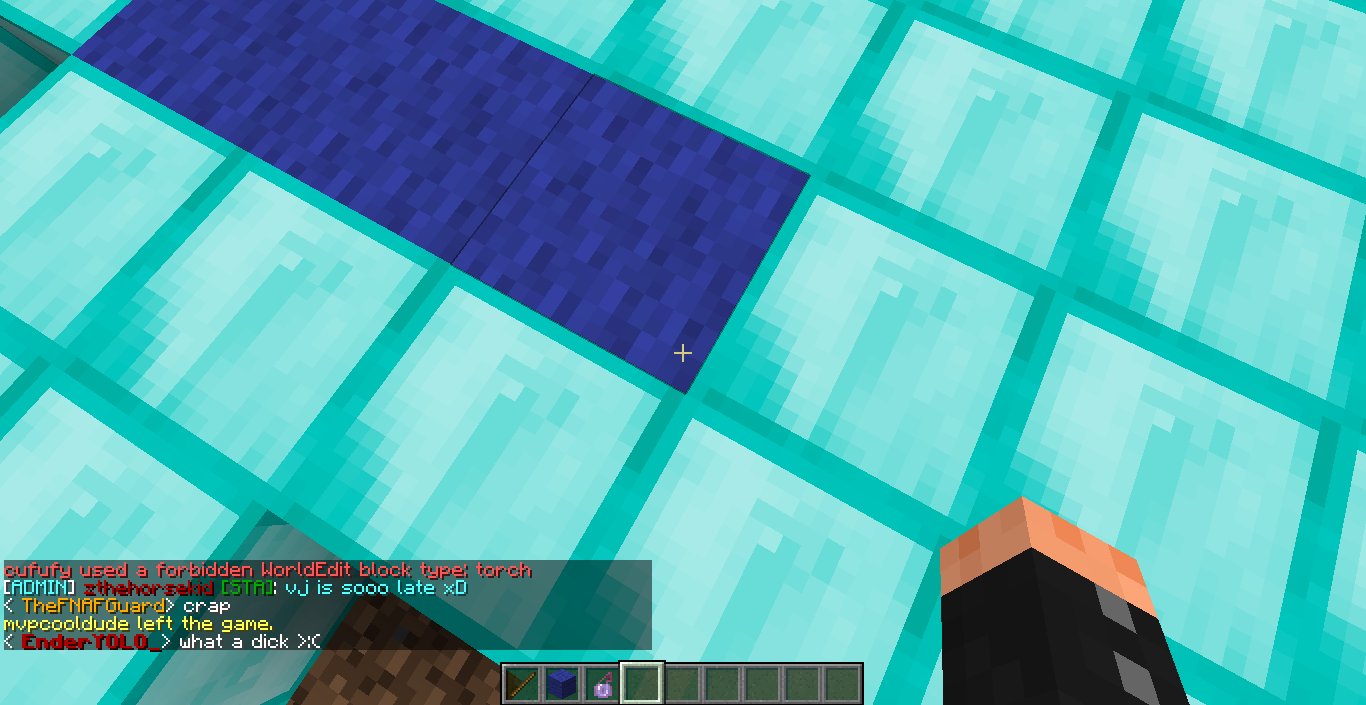 cufufy used a forbidden WorldEdit block type: torch
[ADMIN] zthehorsekid [STA]: vj is sooo late xD
< TheFNAFGuard> crap
mvpcooldude left the game.
< EnderYOLO_> what a dick >:(